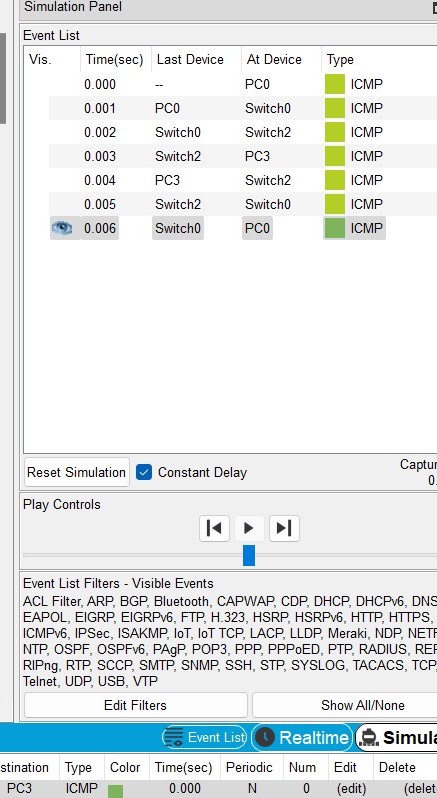 Simulation Panel
Event List
Vis. Time(sec) Last Device At Device Type
0.000 -- PC0 ICMP
0.001 PC0 Switch0 ICMP
0.002 Switch0 Switch2 ICMP
0.003 Switch2 PC3 ICMP
0.004 PC3 Switch2 ICMP
0.005 Switch2 Switch0 ICMP
0.006 Switch0 PC0 ICMP
Reset Simulation Constant Delay Captur
0.
Play Controls
Event List Filters - Visible Events
ACL Filter, ARP, BGP, Bluetooth, CAPWAP, CDP, DHCP, DHCPv6, DNS
EAPOL, EIGRP, EIGRPv6, FTP, H.323, HSRP, HSRPv6, HTTP, HTTPS,
ICMPv6, IPSec, ISAKMP, IoT, IoT TCP, LACP, LLDP, Meraki, NDP, NETF
NTP, OSPF, OSPFv6, PAgP, POP3, PPP, PPPoED, PTP, RADIUS, REP
RIPng, RTP, SCCP, SMTP, SNMP, SSH, STP, SYSLOG, TACACS, TCP,
Telnet, UDP, USB, VTP
Edit Filters Show All/None
Event List Realtime Simula
stination Type Color Time(sec) Periodic Num Edit Delete
PC3 ICMP 0.000 N 0 (edit) (delet